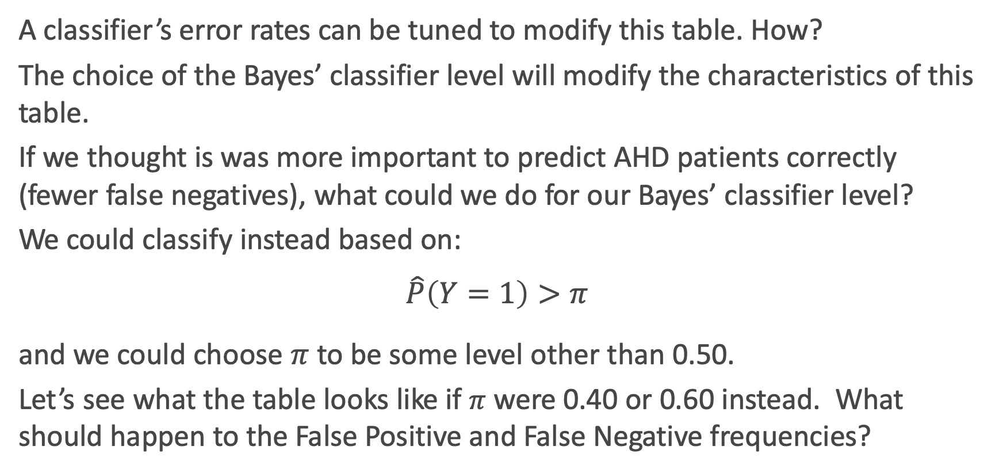 A classifier’s error rates can be tuned to modify this table. How?
The choice of the Bayes’ classifier level will modify the characteristics of this
table.
If we thought is was more important to predict AHD patients correctly
(fewer false negatives), what could we do for our Bayes’ classifier level?
We could classify instead based on:
P̂(Y = 1) > π
and we could choose π to be some level other than 0.50.
Let’s see what the table looks like if π were 0.40 or 0.60 instead.  What
should happen to the False Positive and False Negative frequencies?